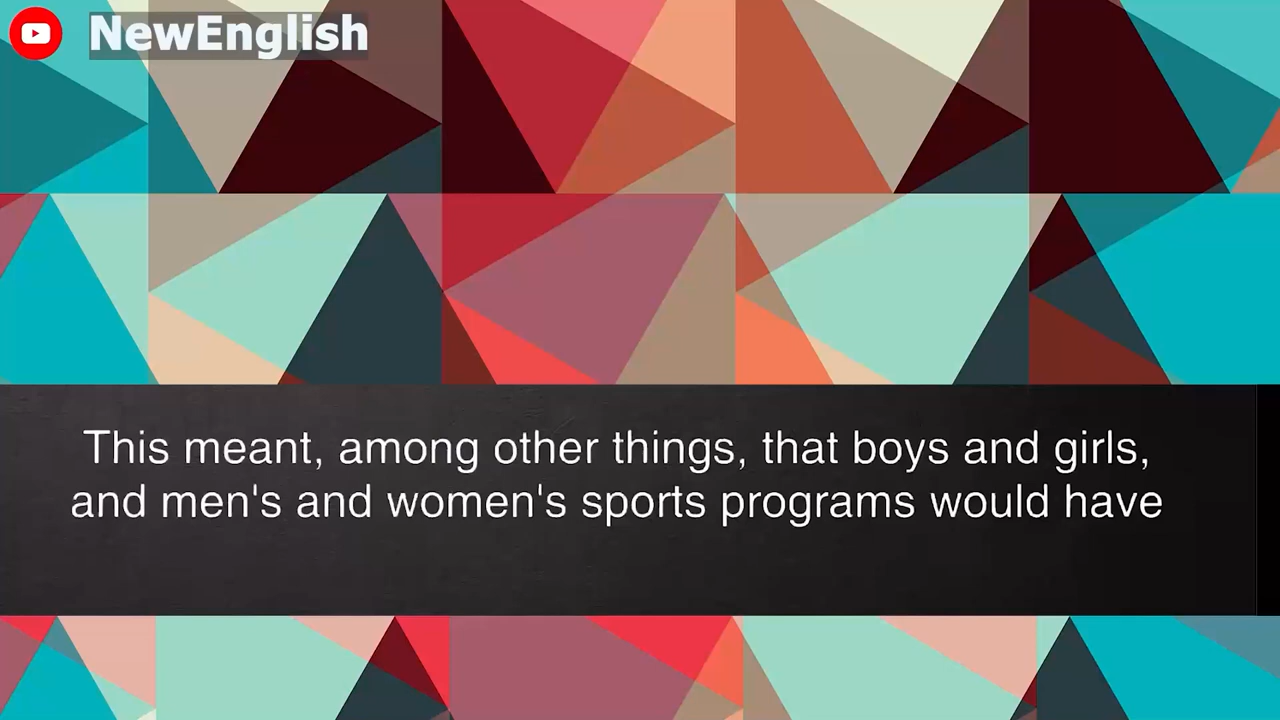 NewEnglish
This meant, among other things, that boys and girls,
and men's and women's sports programs would have